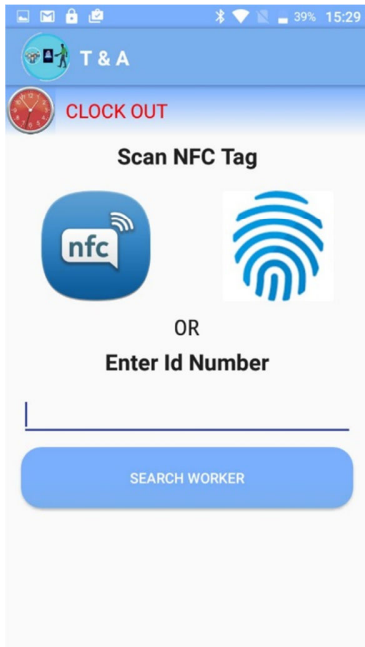 39% 15:29
T & A
CLOCK OUT
Scan NFC Tag
nfc
OR
Enter Id Number
SEARCH WORKER